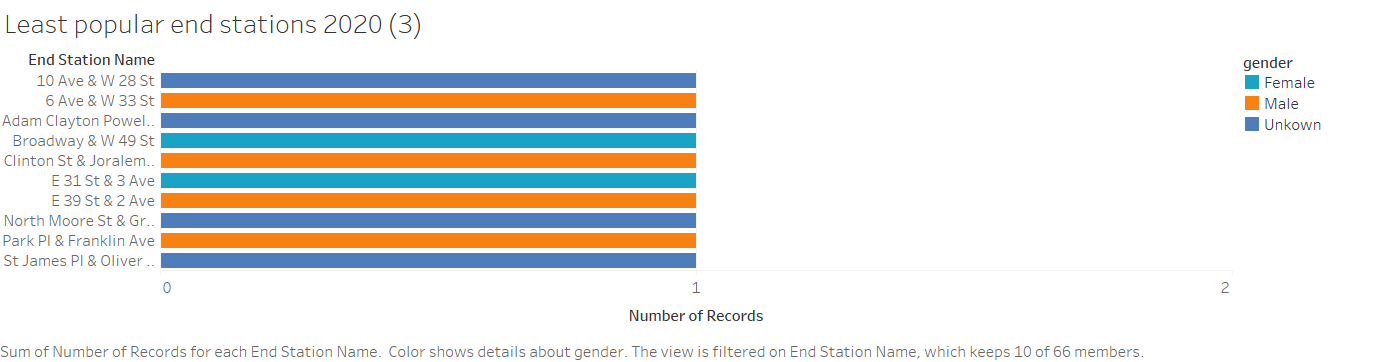 Least popular end stations 2020 (3)
End Station Name
10 Ave & W 28 St
6 Ave & W 33 St
Adam Clayton Powel..
Broadway & W 49 St
Clinton St & Joralem..
E 31 St & 3 Ave
E 39 St & 2 Ave
North Moore St & Gr..
Park Pl & Franklin Ave
St James Pl & Oliver ..
0 1 2
Number of Records
gender
Female
Male
Unkown
Sum of Number of Records for each End Station Name.  Color shows details about gender. The view is filtered on End Station Name, which keeps 10 of 66 members.